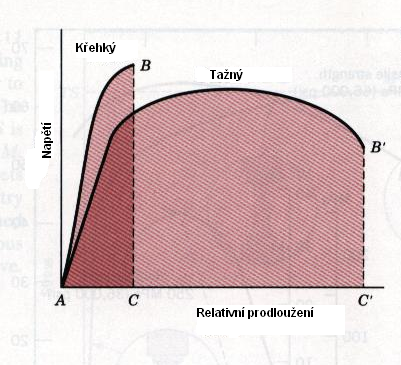 Křehký
B
Tažný
Napětí
B'
A
C
C'
Relativní prodloužení